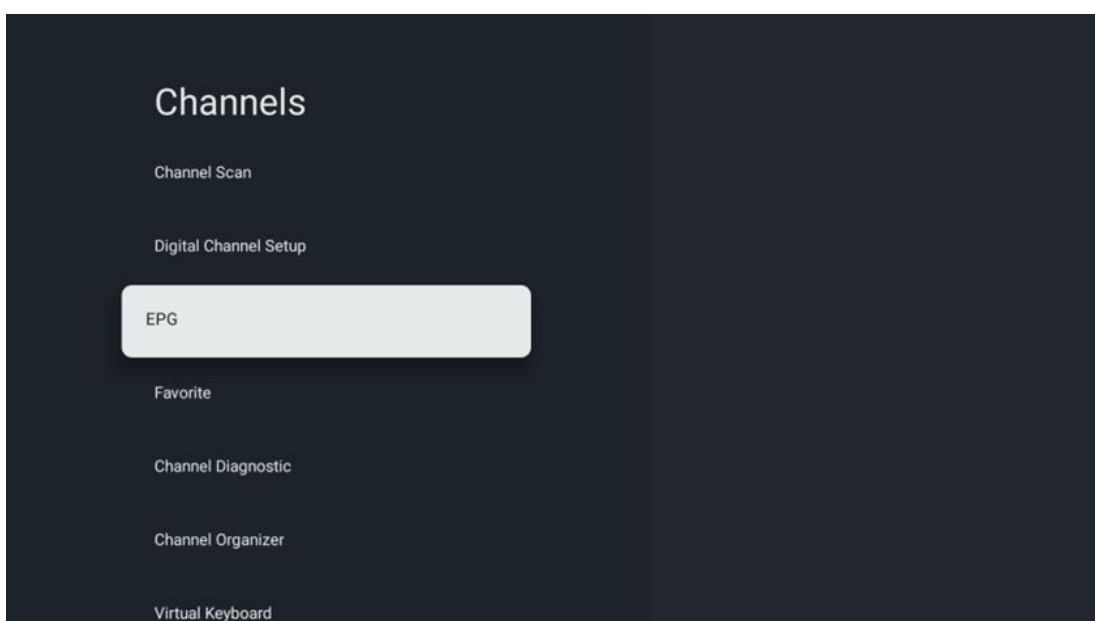 Channels
Channel Scan
Digital Channel Setup
EPG
Favorite
Channel Diagnostic
Channel Organizer
Virtual Keyboard